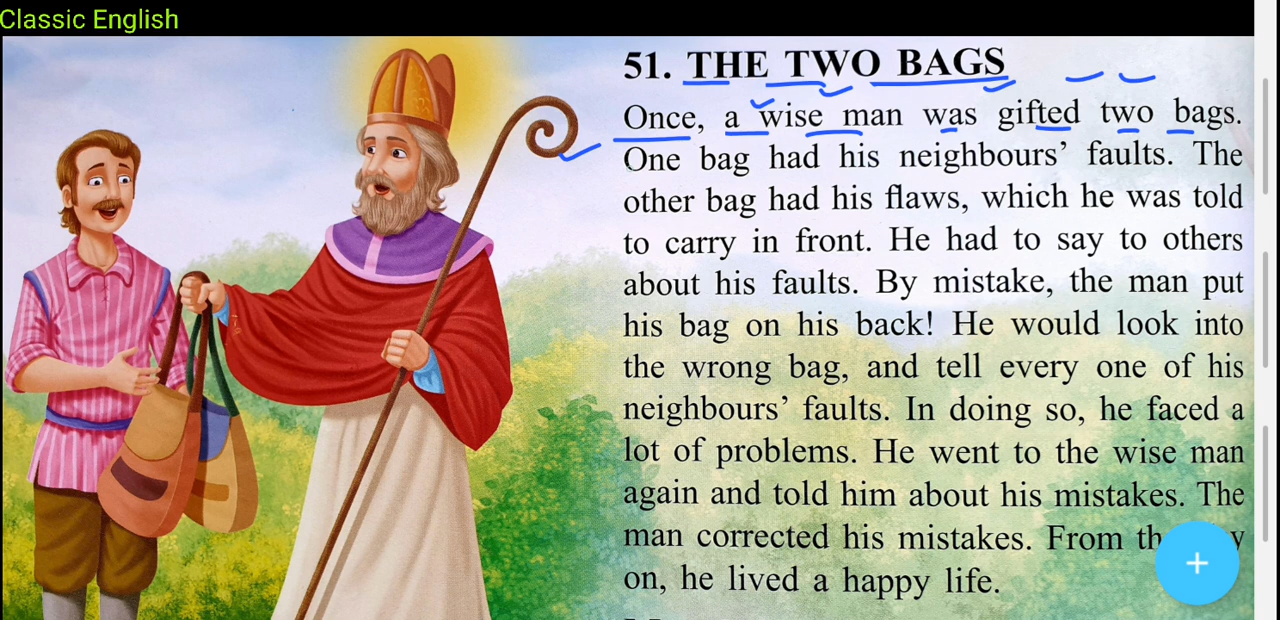 Classic English
51. THE TWO BAGS
Once, a wise man was gifted two bags.
One bag had his neighbours' faults. The
other bag had his flaws, which he was told
to carry in front. He had to say to others
about his faults. By mistake, the man put
his bag on his back! He would look into
the wrong bag, and tell every one of his
neighbours' faults. In doing so, he faced a
lot of problems. He went to the wise man
again and told him about his mistakes. The
man corrected his mistakes. From
on, he lived a happy life.